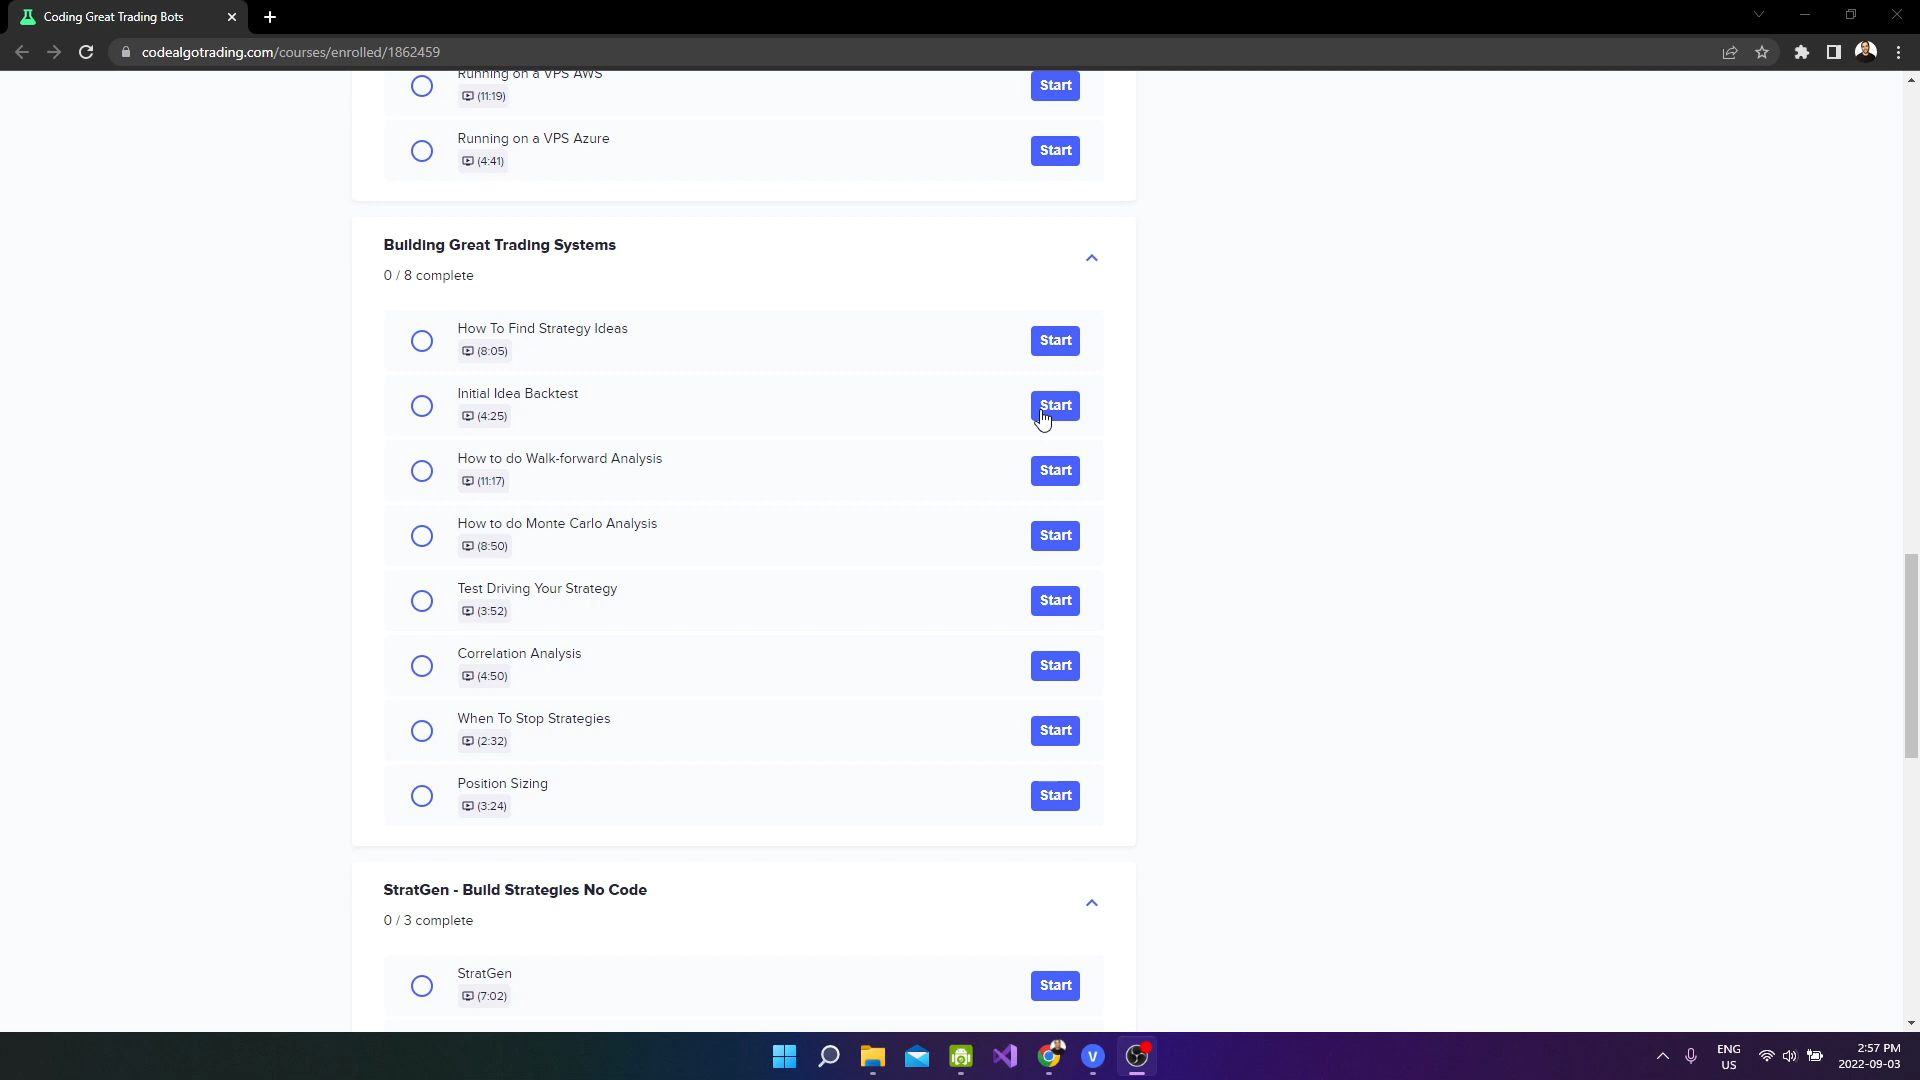 Coding Great Trading Bots
codealgotrading.com/courses/enrolled/1862459
Running on a VPS AWS
Start
(11:19)
Running on a VPS Azure
Start
(4:41)
Building Great Trading Systems
0 / 8 complete
How To Find Strategy Ideas
Start
(8:05)
Initial Idea Backtest
Start
(4:25)
How to do Walk-forward Analysis
Start
(11:17)
How to do Monte Carlo Analysis
Start
(8:50)
Test Driving Your Strategy
Start
(3:52)
Correlation Analysis
Start
(4:50)
When To Stop Strategies
Start
(2:32)
Position Sizing
Start
(3:24)
StratGen - Build Strategies No Code
0 / 3 complete
StratGen
Start
(7:02)
V
ENG
US
2:57 PM
2022-09-03